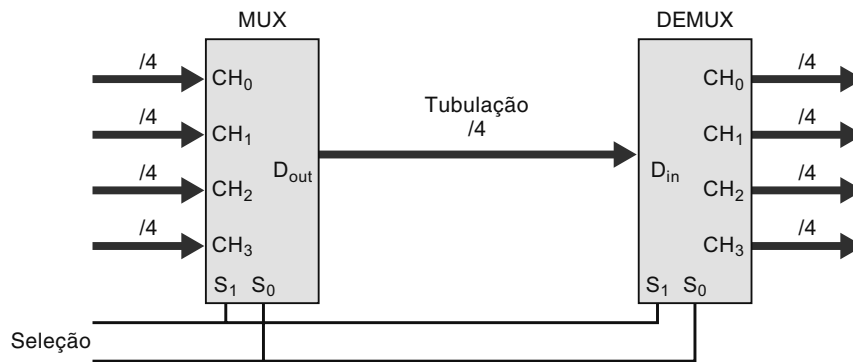 MUX
DEMUX
/4
CH0
/4
CH1
/4
CH2
/4
CH3
Dout
S1 S0
Tubulação
/4
Din
CH0
/4
CH1
/4
CH2
/4
CH3
/4
S1 S0
Seleção